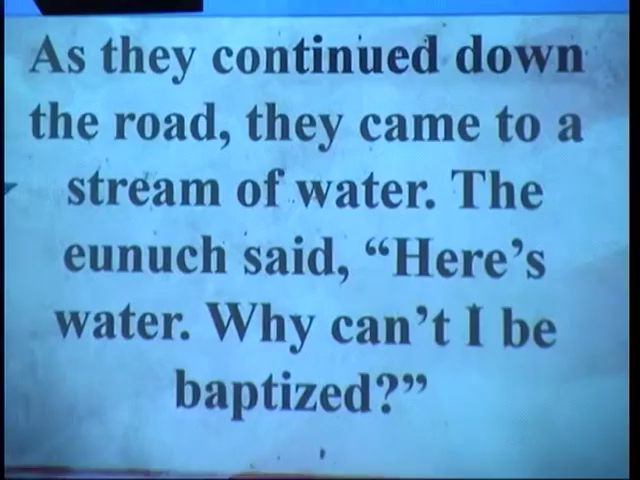 As they continued down
the road, they came to a
stream of water. The
eunuch said, “Here’s
water. Why can’t I be
baptized?”